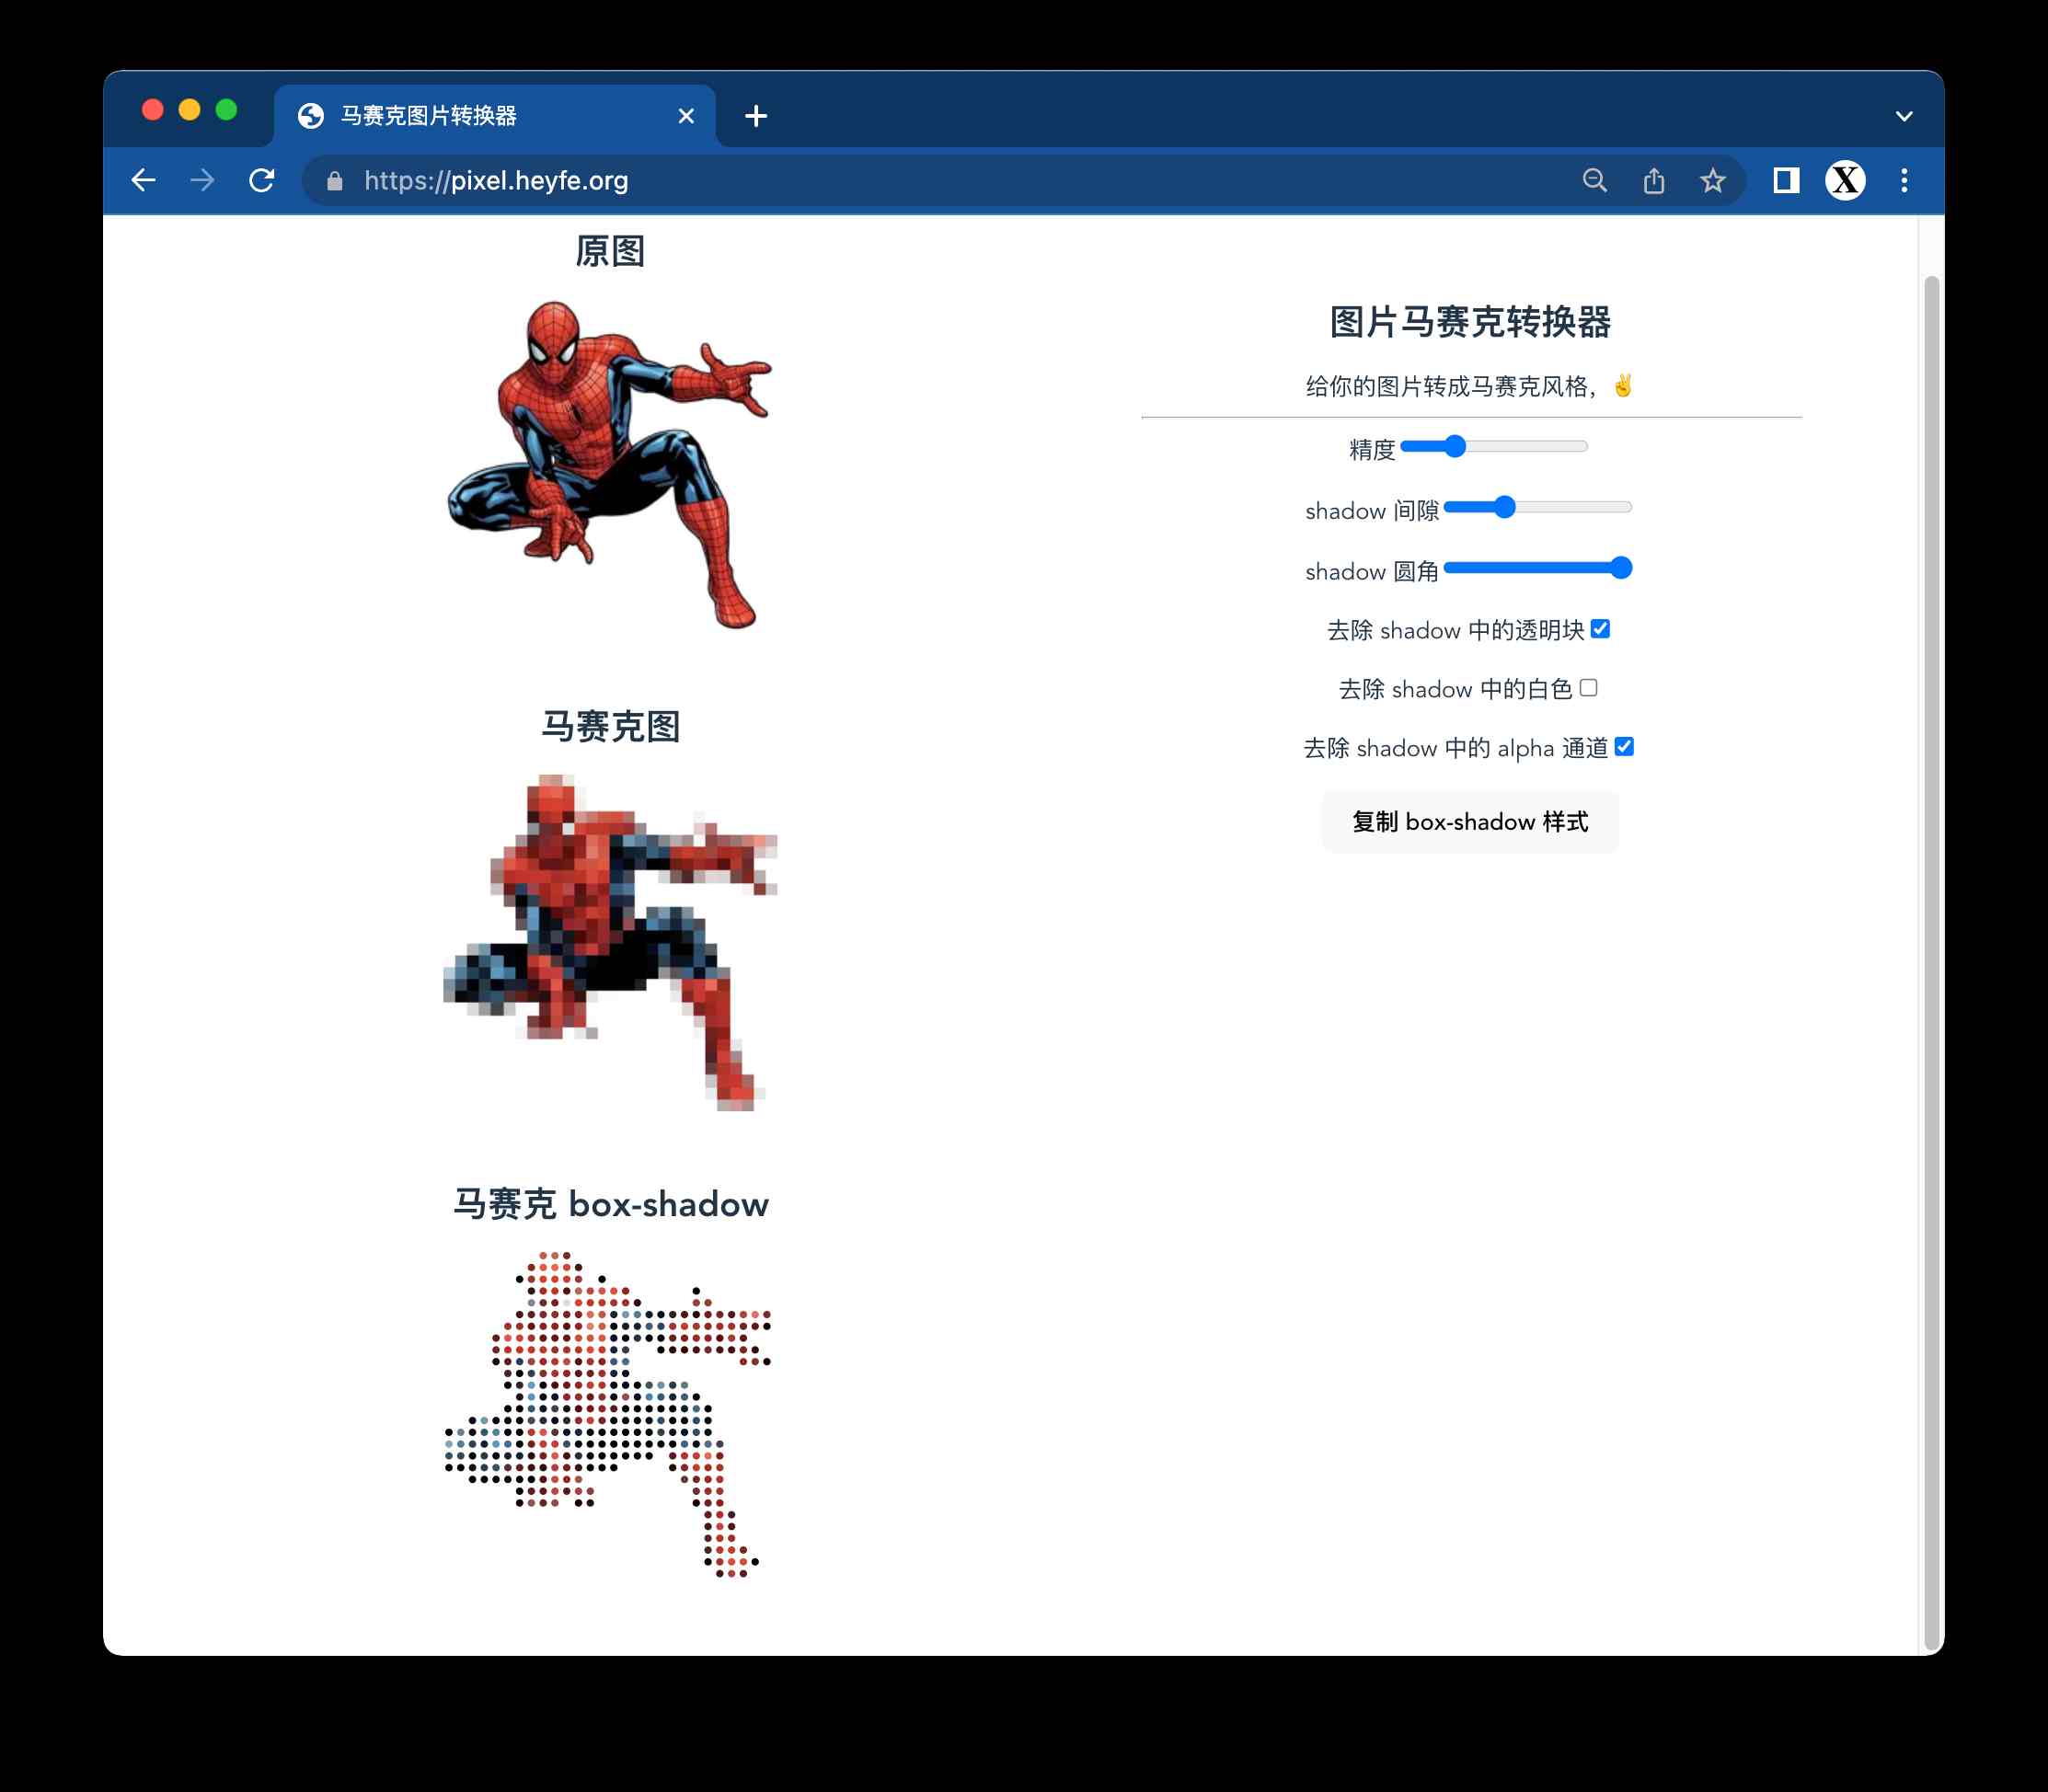 马赛克图片转换器
https://pixel.heyfe.org
X
原图
马赛克图
马赛克 box-shadow
图片马赛克转换器
给你的图片转成马赛克风格，✌️
精度
shadow 间隙
shadow 圆角
去除 shadow 中的透明块
去除 shadow 中的白色
去除 shadow 中的 alpha 通道
复制 box-shadow 样式